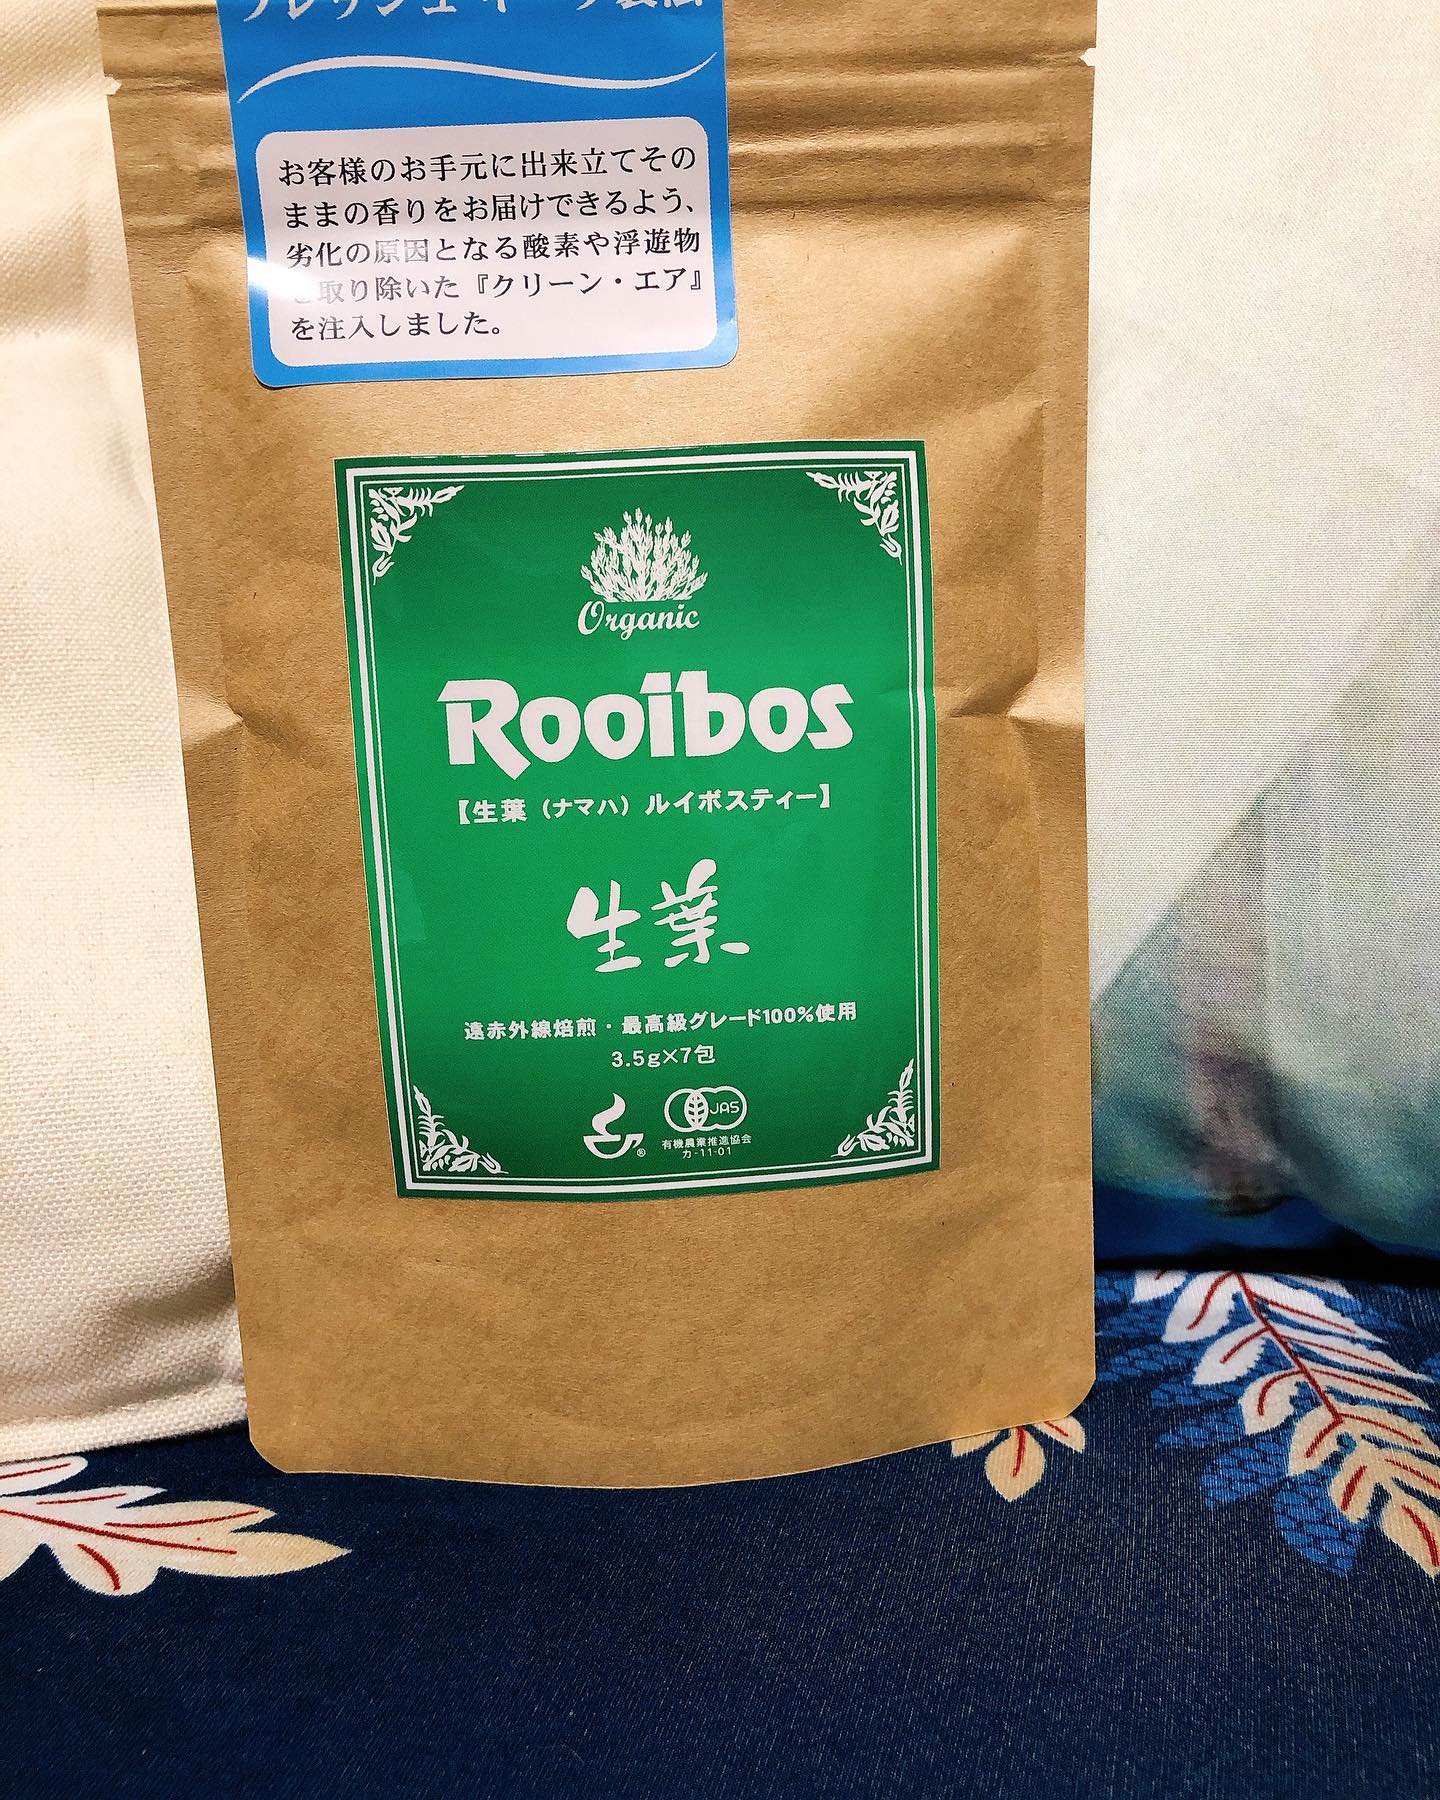 お客様のお手元に出来立てその
ままの香りをお届けできるよう、
劣化の原因となる酸素や浮遊物
を取り除いた『クリーン・エア』
を注入しました。
Organic
Rooibos
【生葉（ナマハ）ルイボスティー】
生葉
遠赤外線焙煎・最高級グレード100%使用
3.5g×7包
®
JAS
有機農業推進協会
カ-11-01